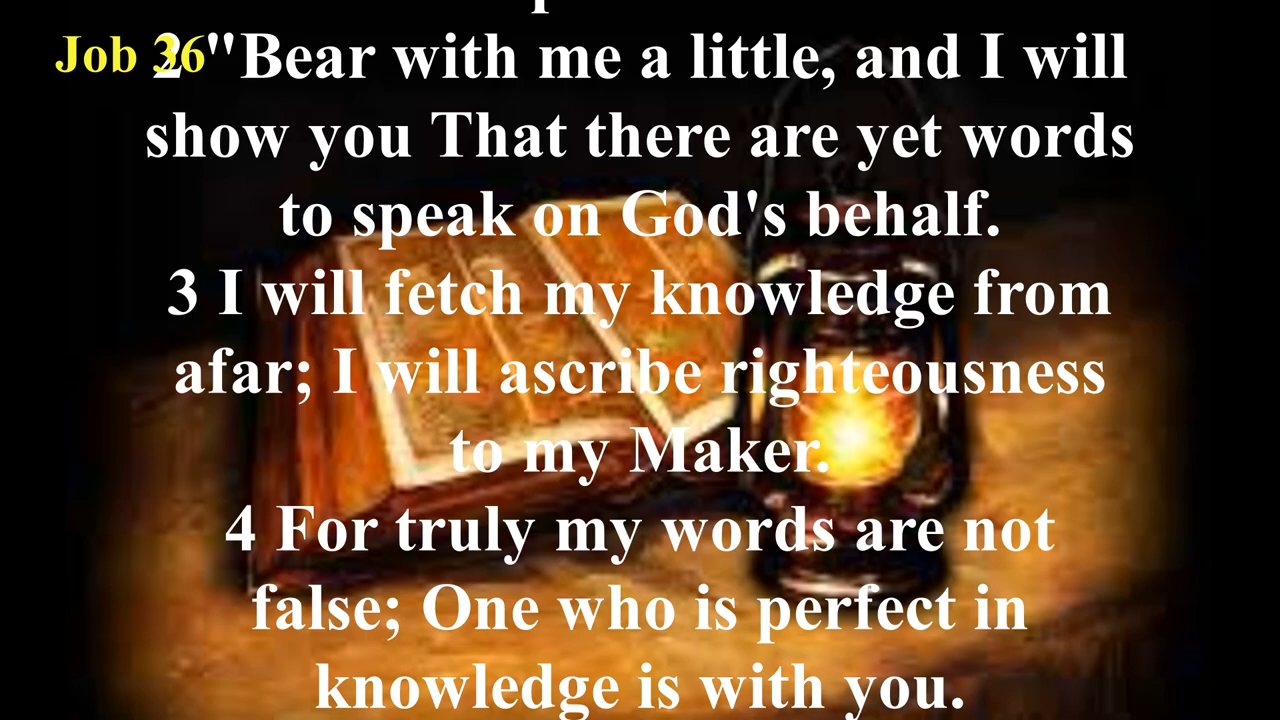 Job 36
2 "Bear with me a little, and I will
show you That there are yet words
to speak on God's behalf.
3 I will fetch my knowledge from
afar; I will ascribe righteousness
to my Maker.
4 For truly my words are not
false; One who is perfect in
knowledge is with you.